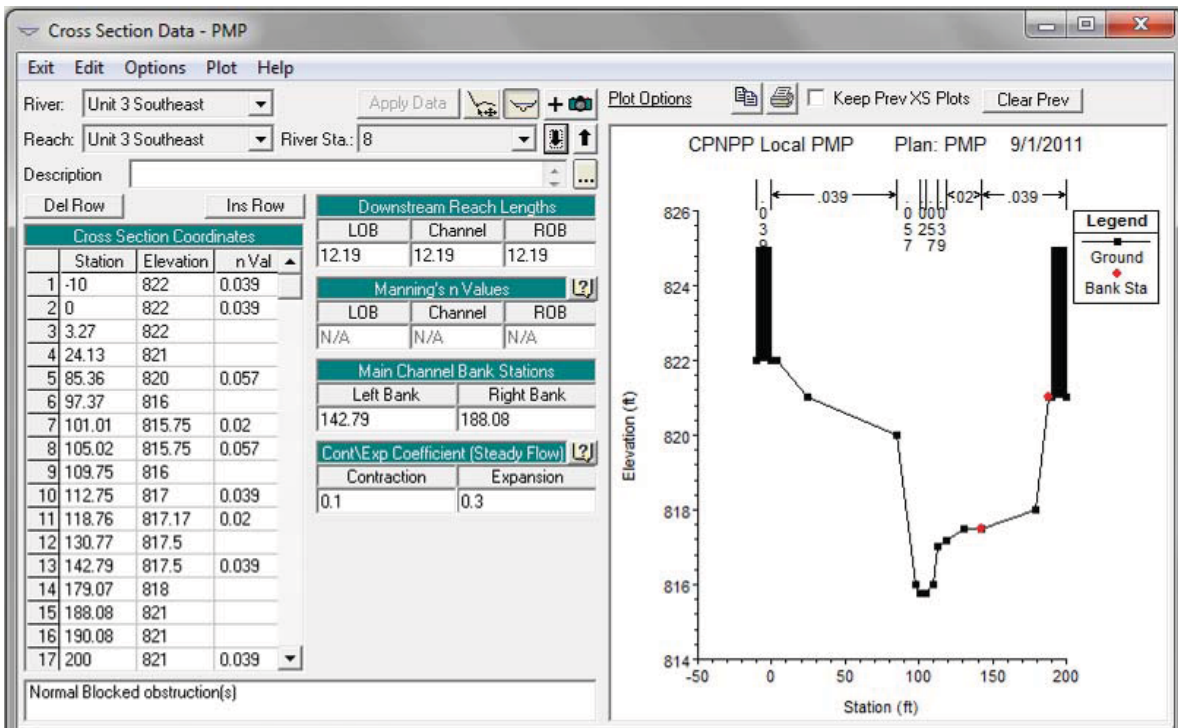 Cross Section Data - PMP
Exit Edit Options Plot Help
River: Unit 3 Southeast Apply Data Plot Options Keep Prev XS Plots Clear Prev
Reach: Unit 3 Southeast River Sta.: 8
Description ...
Del Row Ins Row
Cross Section Coordinates
Station Elevation n Val
1 -10 822 0.039
2 0 822 0.039
3 3.27 822
4 24.13 821
5 85.36 820 0.057
6 97.37 816
7 101.01 815.75 0.02
8 105.02 815.75 0.057
9 109.75 816
10 112.75 817 0.039
11 118.76 817.17 0.02
12 130.77 817.5
13 142.79 817.5 0.039
14 179.07 818
15 188.08 821
16 190.08 821
17 200 821 0.039
Downstream Reach Lengths
LOB Channel ROB
12.19 12.19 12.19
Manning's n Values
LOB Channel ROB
N/A N/A N/A
Main Channel Bank Stations
Left Bank Right Bank
142.79 188.08
Cont\Exp Coefficient (Steady Flow)
Contraction Expansion
0.1 0.3
Normal Blocked obstruction(s)
CPNPP Local PMP Plan: PMP 9/1/2011
.039 .02 .039
826
824
822
820
818
816
814
Elevation (ft)
-50 0 50 100 150 200
Station (ft)
Legend
Ground
Bank Sta